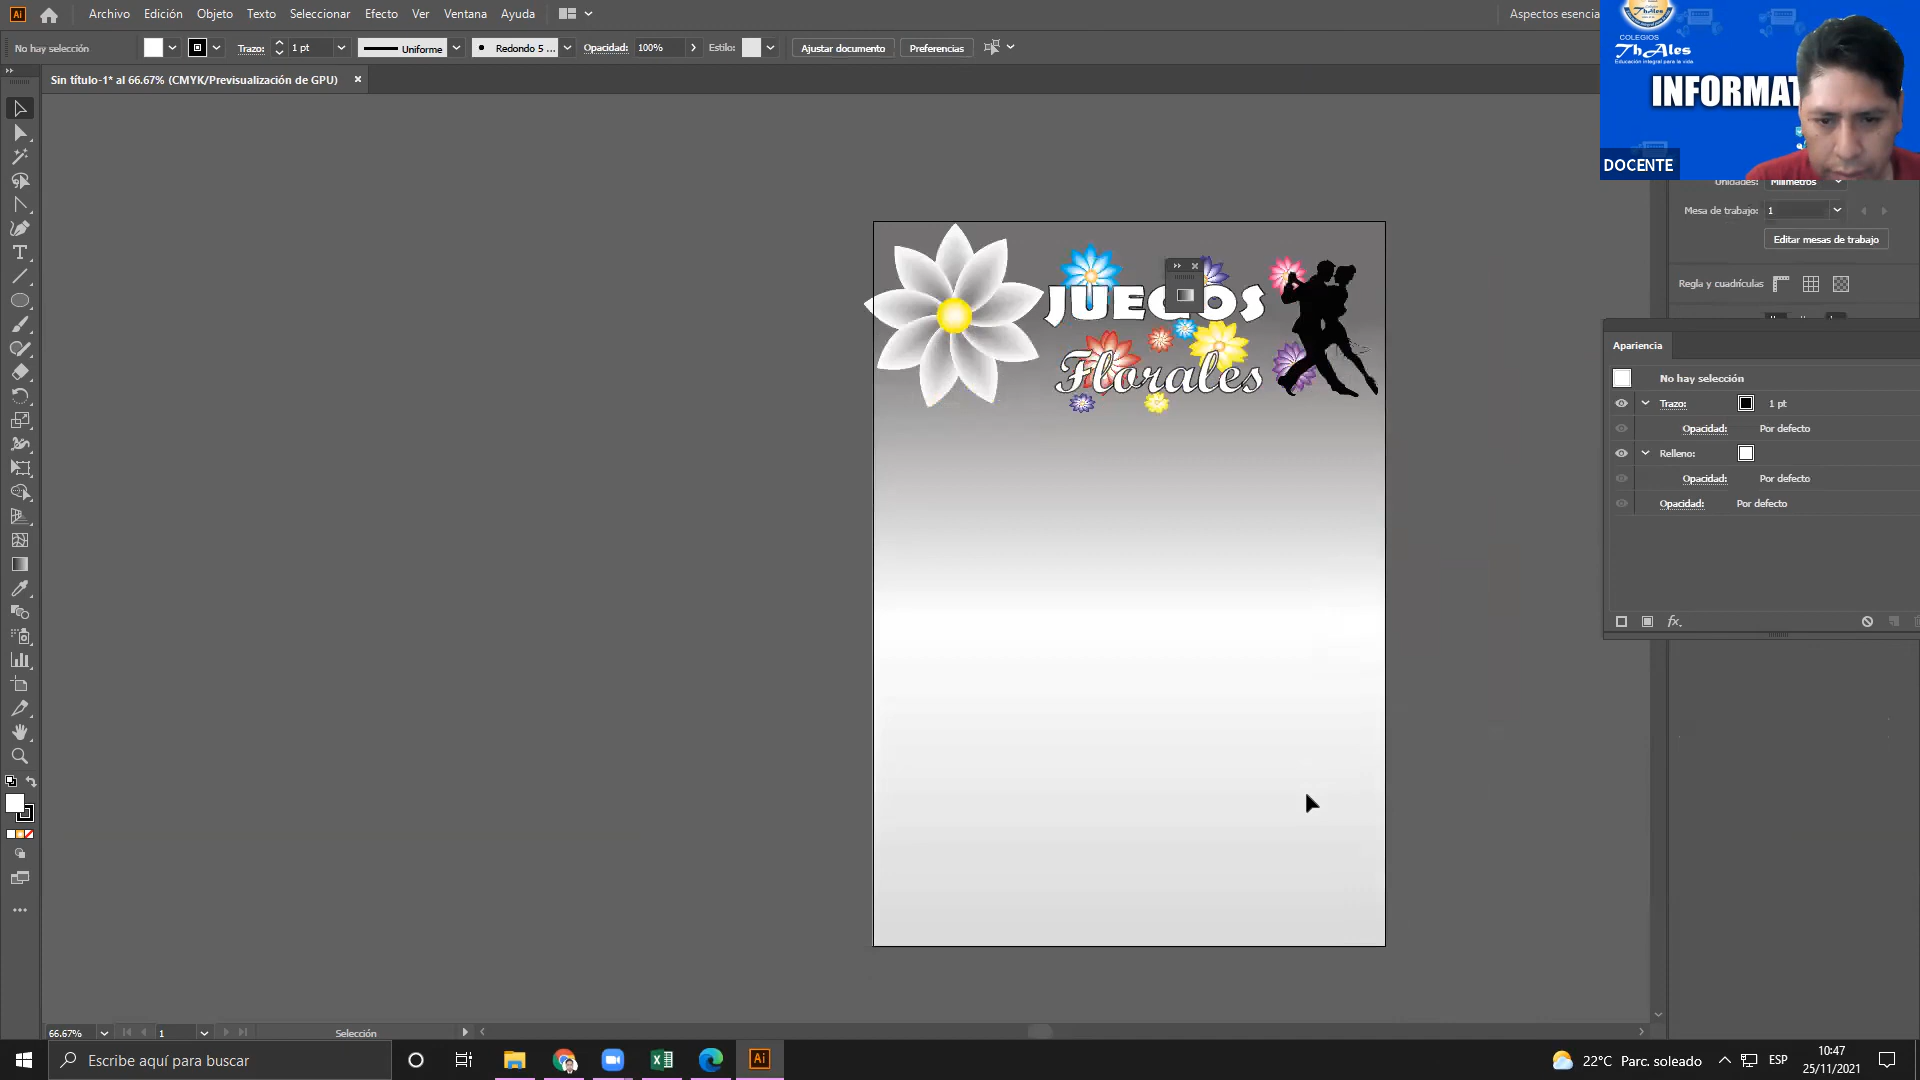 Archivo Edición Objeto Texto Seleccionar Efecto Ver Ventana Ayuda
Aspectos esencia
No hay selección
Trazo: 1 pt
Uniforme
Redondo 5 ...
Opacidad: 100%
Estilo:
Ajustar documento
Preferencias
Sin título-1* al 66.67% (CMYK/Previsualización de GPU)
COLEGIOS
ThAles
Educación integral para la vida
INFORMAT
DOCENTE
Unidades: Milímetros
Mesa de trabajo: 1
Editar mesas de trabajo
Regla y cuadrículas
Apariencia
No hay selección
Trazo: 1 pt
Opacidad: Por defecto
Relleno:
Opacidad: Por defecto
Opacidad: Por defecto
fx
JUEGOS
Florales
66.67%
1
Selección
Escribe aquí para buscar
Ai
22°C Parc. soleado
ESP
10:47
25/11/2021